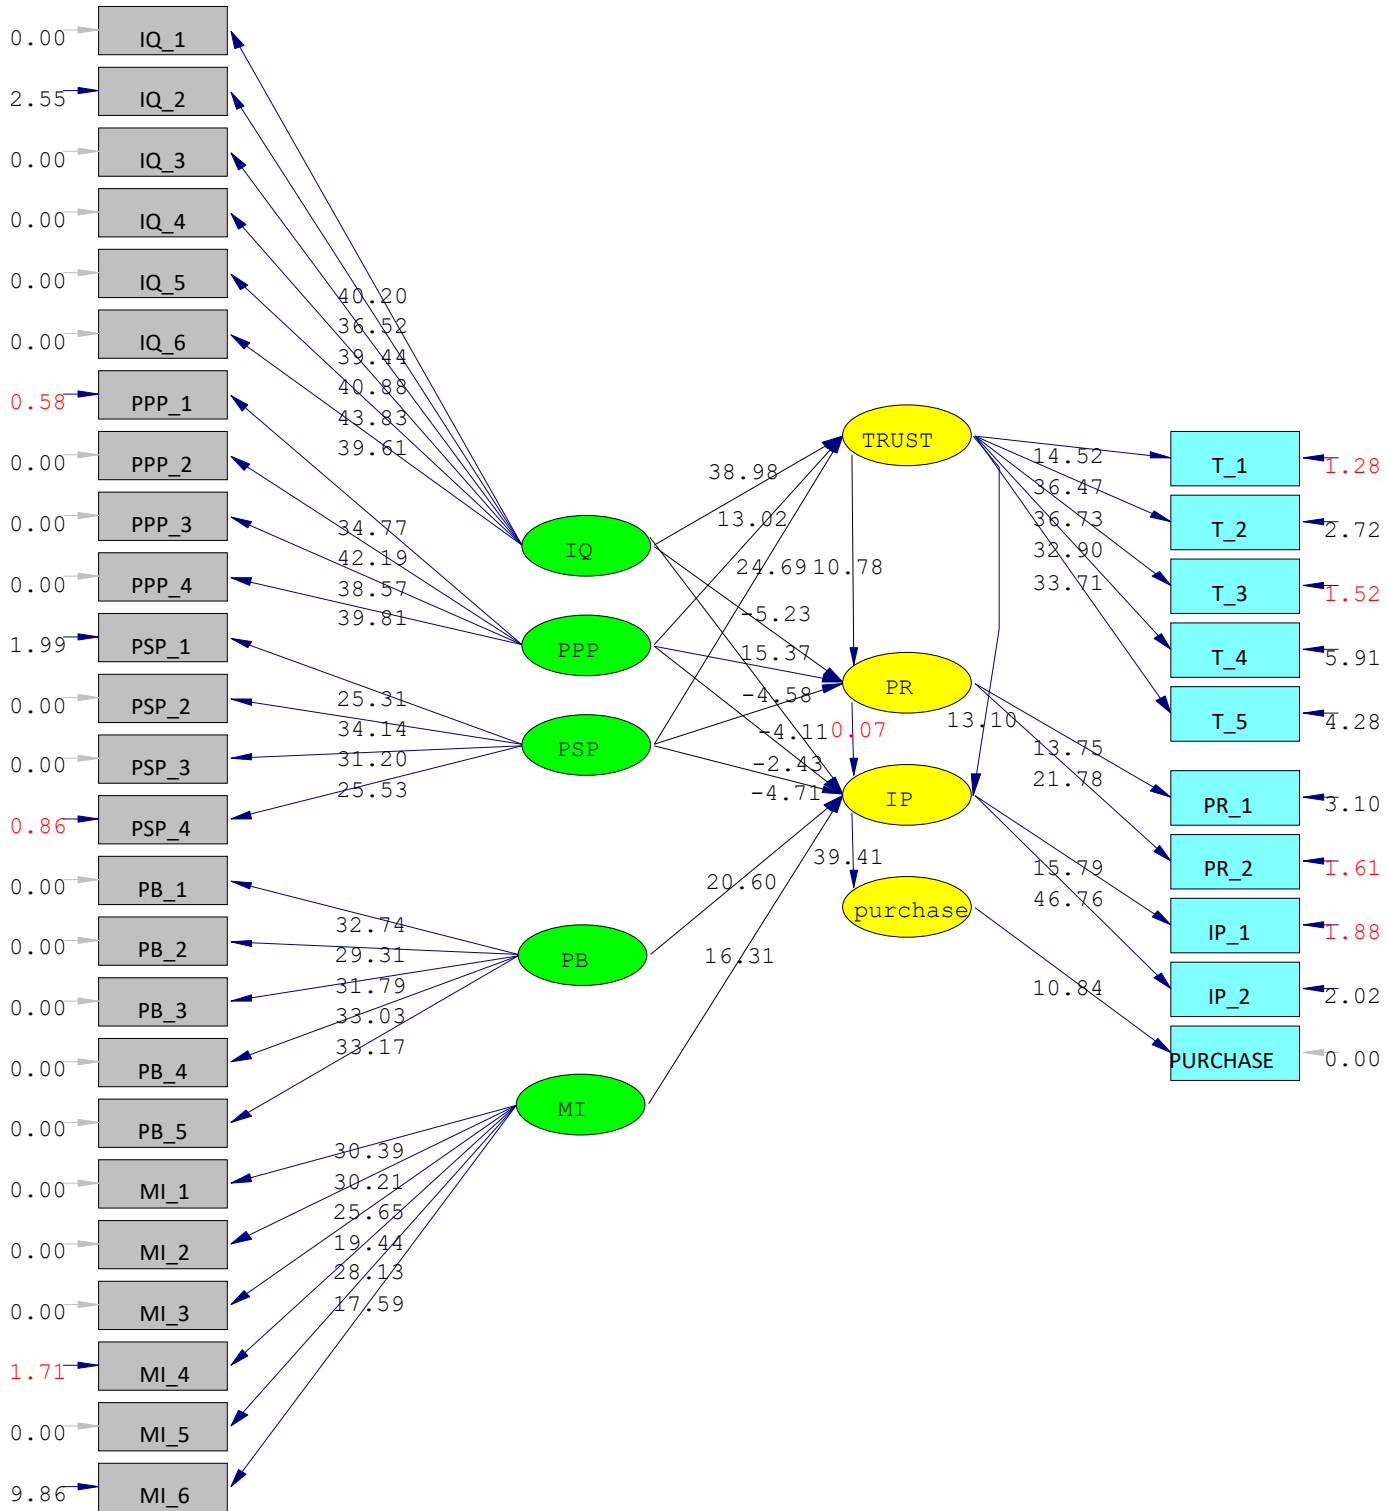 0.00 IQ_1
2.55 IQ_2
0.00 IQ_3
0.00 IQ_4
0.00 IQ_5
0.00 IQ_6
0.58 PPP_1
0.00 PPP_2
0.00 PPP_3
0.00 PPP_4
1.99 PSP_1
0.00 PSP_2
0.00 PSP_3
0.86 PSP_4
0.00 PB_1
0.00 PB_2
0.00 PB_3
0.00 PB_4
0.00 PB_5
0.00 MI_1
0.00 MI_2
0.00 MI_3
1.71 MI_4
0.00 MI_5
9.86 MI_6
40.20
36.52
39.44
40.88
43.83
39.61
34.77
42.19
38.57
39.81
25.31
34.14
31.20
25.53
32.74
29.31
31.79
33.03
33.17
30.39
30.21
25.65
19.44
28.13
17.59
IQ
PPP
PSP
PB
MI
38.98
13.02
24.69 10.78
-5.23
15.37
-4.58
-4.11 0.07
-2.43
-4.71
39.41
20.60
16.31
13.10
TRUST
PR
IP
purchase
14.52
36.47
36.73
32.90
33.71
13.75
21.78
15.79
46.76
10.84
T_1 1.28
T_2 2.72
T_3 1.52
T_4 5.91
T_5 4.28
PR_1 3.10
PR_2 1.61
IP_1 1.88
IP_2 2.02
PURCHASE 0.00